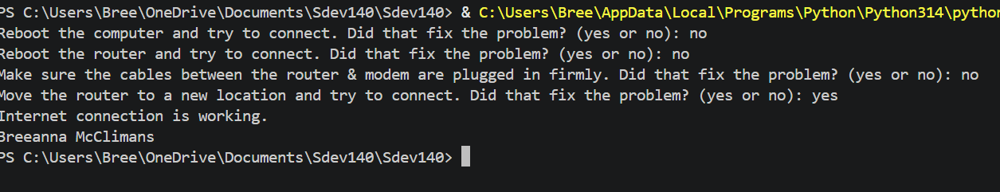 PS C:\Users\Bree\OneDrive\Documents\Sdev140\Sdev140> & C:\Users\Bree\AppData\Local\Programs\Python\Python314\python
Reboot the computer and try to connect. Did that fix the problem? (yes or no): no
Reboot the router and try to connect. Did that fix the problem? (yes or no): no
Make sure the cables between the router & modem are plugged in firmly. Did that fix the problem? (yes or no): no
Move the router to a new location and try to connect. Did that fix the problem? (yes or no): yes
Internet connection is working.
Breeanna McClimans
PS C:\Users\Bree\OneDrive\Documents\Sdev140\Sdev140>